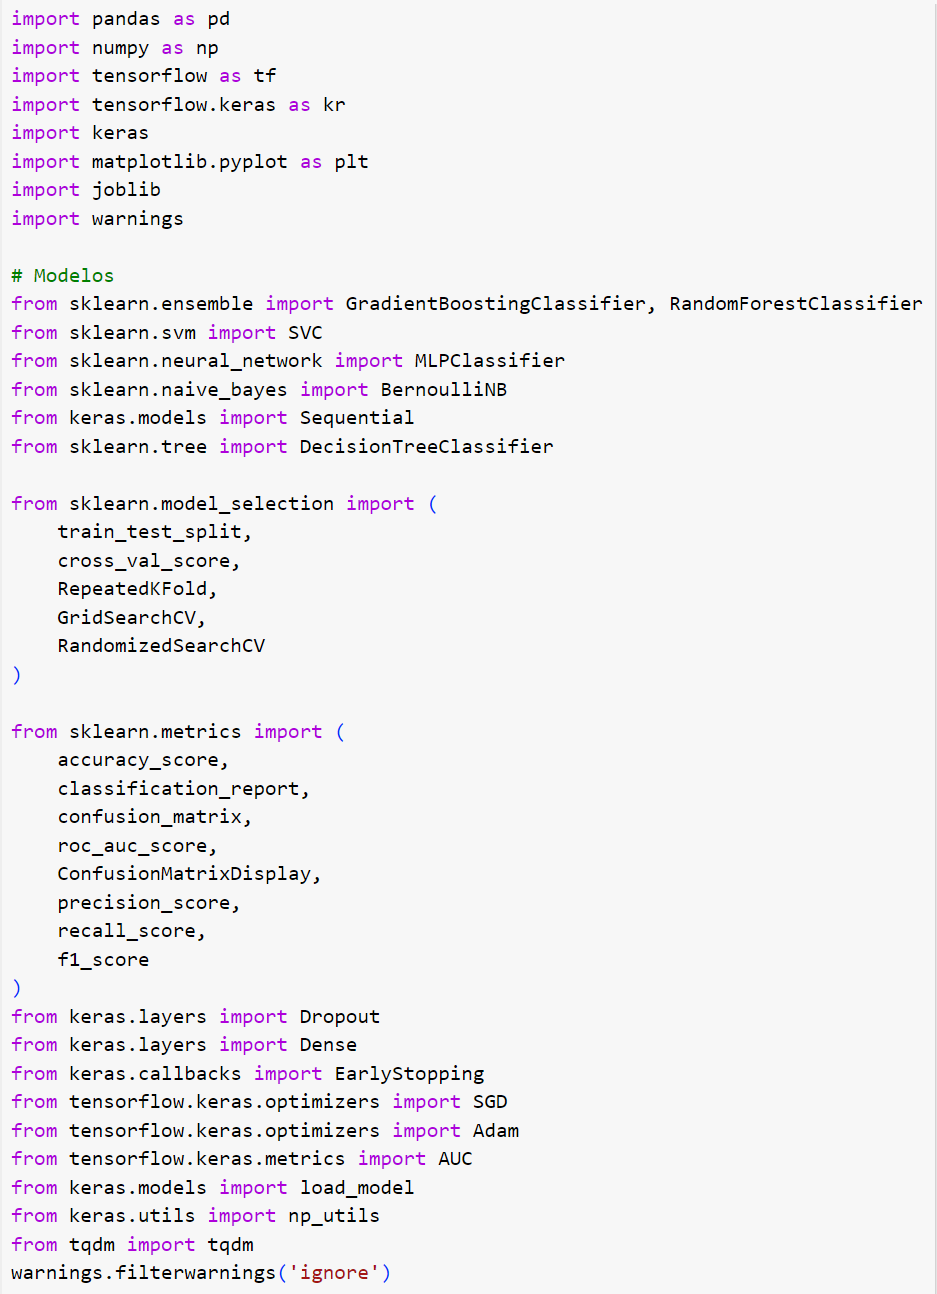 import pandas as pd
import numpy as np
import tensorflow as tf
import tensorflow.keras as kr
import keras
import matplotlib.pyplot as plt
import joblib
import warnings

# Modelos
from sklearn.ensemble import GradientBoostingClassifier, RandomForestClassifier
from sklearn.svm import SVC
from sklearn.neural_network import MLPClassifier
from sklearn.naive_bayes import BernoulliNB
from keras.models import Sequential
from sklearn.tree import DecisionTreeClassifier

from sklearn.model_selection import (
    train_test_split,
    cross_val_score,
    RepeatedKFold,
    GridSearchCV,
    RandomizedSearchCV
)

from sklearn.metrics import (
    accuracy_score,
    classification_report,
    confusion_matrix,
    roc_auc_score,
    ConfusionMatrixDisplay,
    precision_score,
    recall_score,
    f1_score
)
from keras.layers import Dropout
from keras.layers import Dense
from keras.callbacks import EarlyStopping
from tensorflow.keras.optimizers import SGD
from tensorflow.keras.optimizers import Adam
from tensorflow.keras.metrics import AUC
from keras.models import load_model
from keras.utils import np_utils
from tqdm import tqdm
warnings.filterwarnings('ignore')